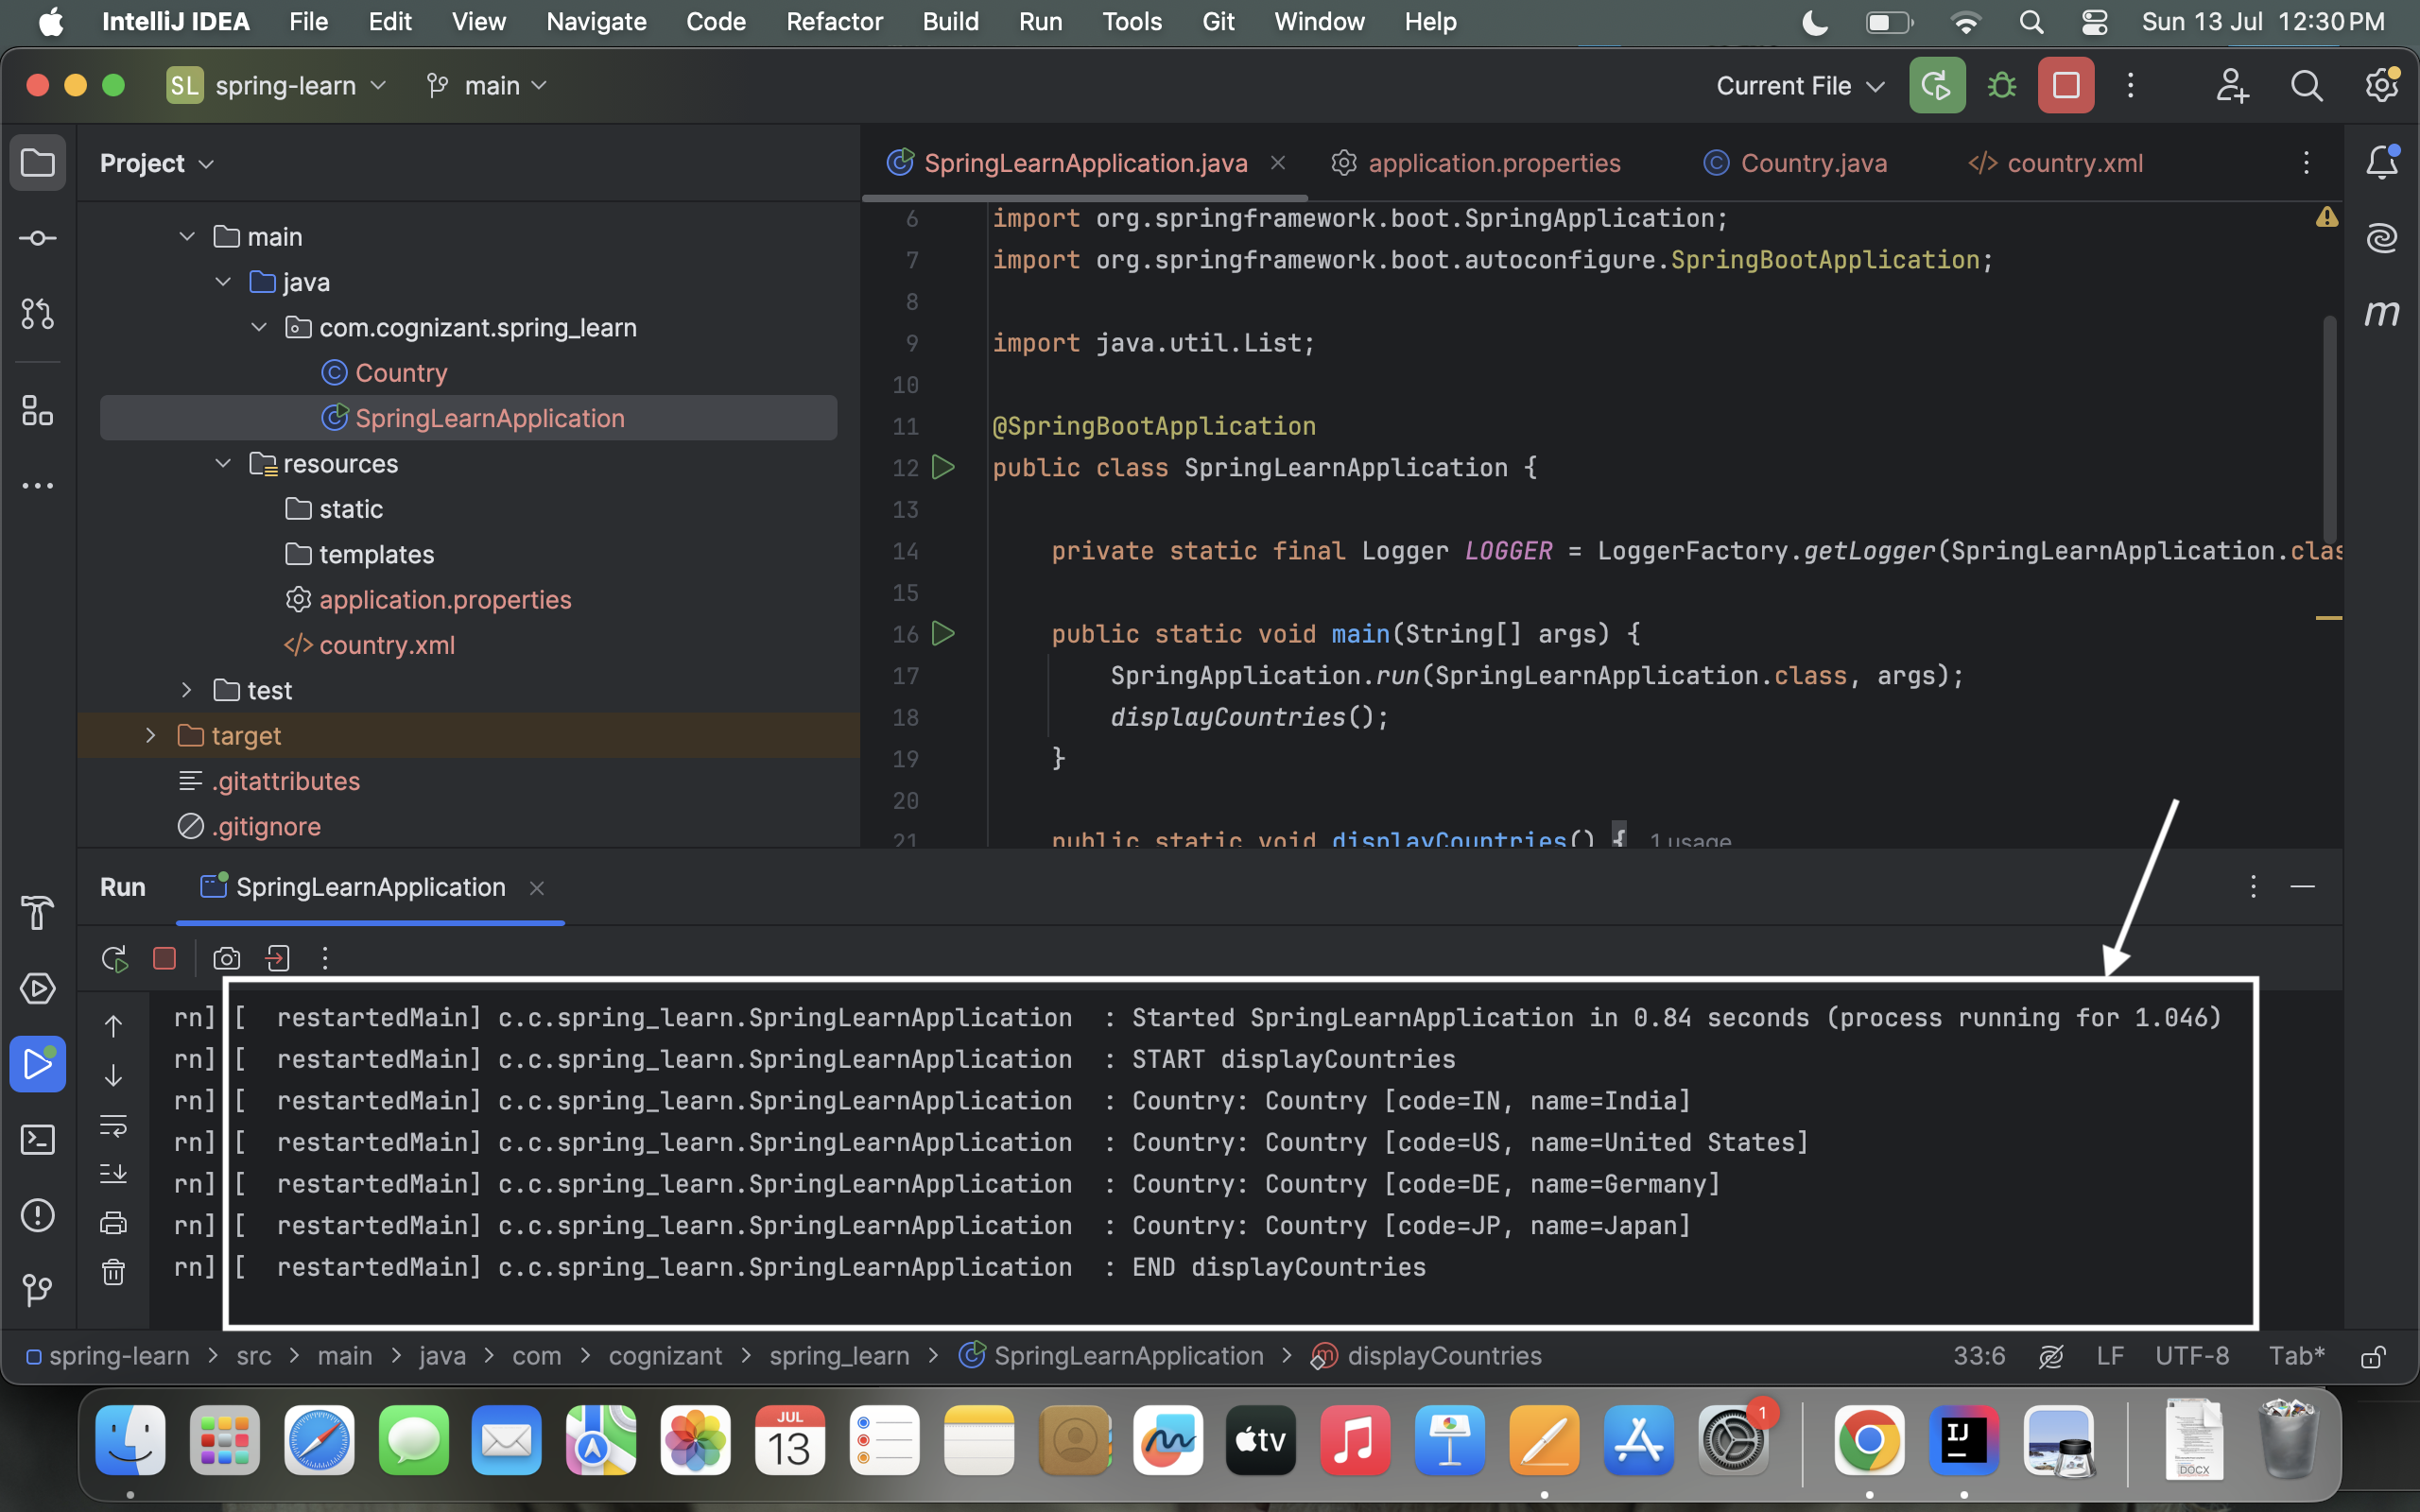 IntelliJ IDEA File Edit View Navigate Code Refactor Build Run Tools Git Window Help Sun 13 Jul 12:30 PM
SL spring-learn main Current File
Project
SpringLearnApplication.java application.properties Country.java country.xml
main
java
com.cognizant.spring_learn
Country
SpringLearnApplication
resources
static
templates
application.properties
country.xml
test
target
.gitattributes
.gitignore
6 import org.springframework.boot.SpringApplication;
7 import org.springframework.boot.autoconfigure.SpringBootApplication;
8
9 import java.util.List;
10
11 @SpringBootApplication
12 public class SpringLearnApplication {
13
14 private static final Logger LOGGER = LoggerFactory.getLogger(SpringLearnApplication.clas
15
16 public static void main(String[] args) {
17 SpringApplication.run(SpringLearnApplication.class, args);
18 displayCountries();
19 }
20
21 public static void displayCountries() { 1 usage
Run SpringLearnApplication
rn] [ restartedMain] c.c.spring_learn.SpringLearnApplication : Started SpringLearnApplication in 0.84 seconds (process running for 1.046)
rn] [ restartedMain] c.c.spring_learn.SpringLearnApplication : START displayCountries
rn] [ restartedMain] c.c.spring_learn.SpringLearnApplication : Country: Country [code=IN, name=India]
rn] [ restartedMain] c.c.spring_learn.SpringLearnApplication : Country: Country [code=US, name=United States]
rn] [ restartedMain] c.c.spring_learn.SpringLearnApplication : Country: Country [code=DE, name=Germany]
rn] [ restartedMain] c.c.spring_learn.SpringLearnApplication : Country: Country [code=JP, name=Japan]
rn] [ restartedMain] c.c.spring_learn.SpringLearnApplication : END displayCountries
spring-learn > src > main > java > com > cognizant > spring_learn > SpringLearnApplication > displayCountries 33:6 LF UTF-8 Tab*
JUL
13
tv
1
IJ
DOCX